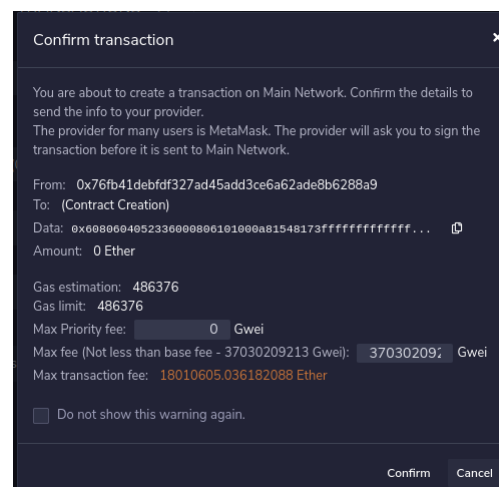 Confirm transaction
×
You are about to create a transaction on Main Network. Confirm the details to
send the info to your provider.
The provider for many users is MetaMask. The provider will ask you to sign the
transaction before it is sent to Main Network.
From: 0x76fb41debfdf327ad45add3ce6a62ade8b6288a9
To: (Contract Creation)
Data: 0x6080604052336000806101000a81548173ffffffffffffff...
Amount: 0 Ether
Gas estimation: 486376
Gas limit: 486376
Max Priority fee: 0 Gwei
Max fee (Not less than base fee - 37030209213 Gwei): 370302092 Gwei
Max transaction fee: 18010605.036182088 Ether
Do not show this warning again.
Confirm Cancel